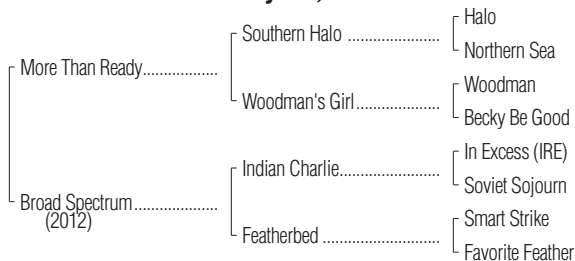 Halo
Southern Halo
Northern Sea
More Than Ready
Woodman
Woodman's Girl
Becky Be Good
In Excess (IRE)
Indian Charlie
Soviet Sojourn
Broad Spectrum
(2012)
Smart Strike
Featherbed
Favorite Feather